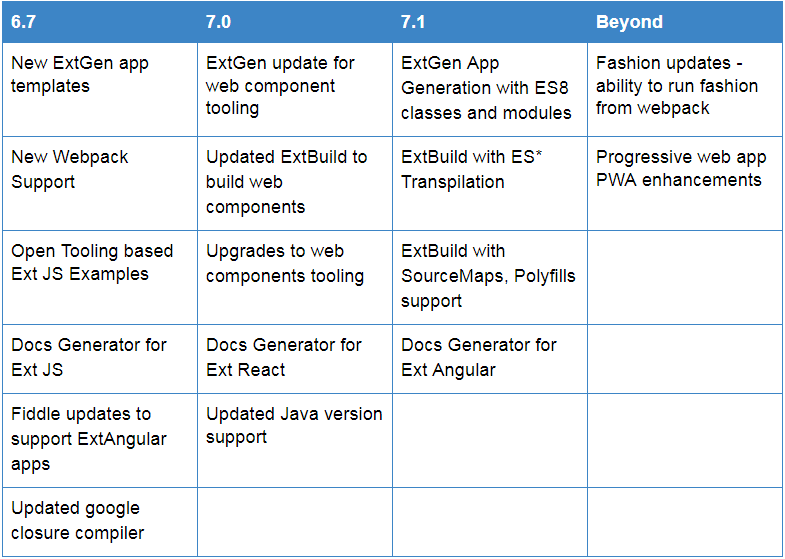 6.7
7.0
7.1
Beyond
New ExtGen app
templates
ExtGen update for
web component
tooling
ExtGen App
Generation with ES8
classes and modules
Fashion updates -
ability to run fashion
from webpack
New Webpack
Support
Updated ExtBuild to
build web
components
ExtBuild with ES*
Transpilation
Progressive web app
PWA enhancements
Open Tooling based
Ext JS Examples
Upgrades to web
components tooling
ExtBuild with
SourceMaps, Polyfills
support
Docs Generator for
Ext JS
Docs Generator for
Ext React
Docs Generator for
Ext Angular
Fiddle updates to
support ExtAngular
apps
Updated Java version
support
Updated google
closure compiler